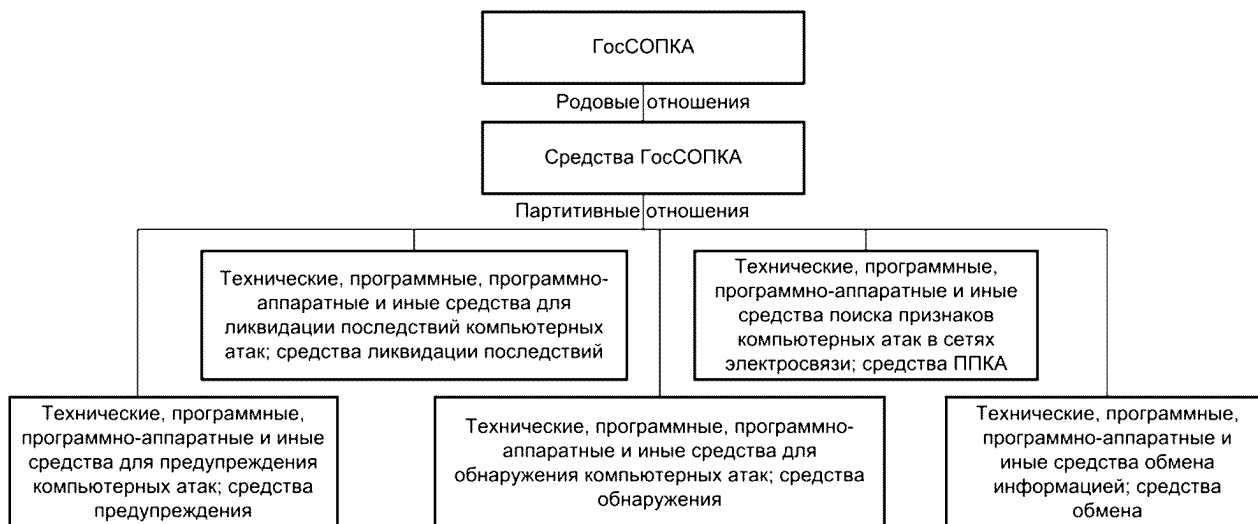 ГосСОПКА
Родовые отношения
Средства ГосСОПКА
Партитивные отношения
Технические, программные, программно-
аппаратные и иные средства для
ликвидации последствий компьютерных
атак; средства ликвидации последствий
Технические, программные,
программно-аппаратные и иные
средства поиска признаков
компьютерных атак в сетях
электросвязи; средства ППКА
Технические, программные,
программно-аппаратные и иные
средства для предупреждения
компьютерных атак; средства
предупреждения
Технические, программные, программно-
аппаратные и иные средства для
обнаружения компьютерных атак; средства
обнаружения
Технические, программные,
программно-аппаратные и
иные средства обмена
информацией; средства
обмена